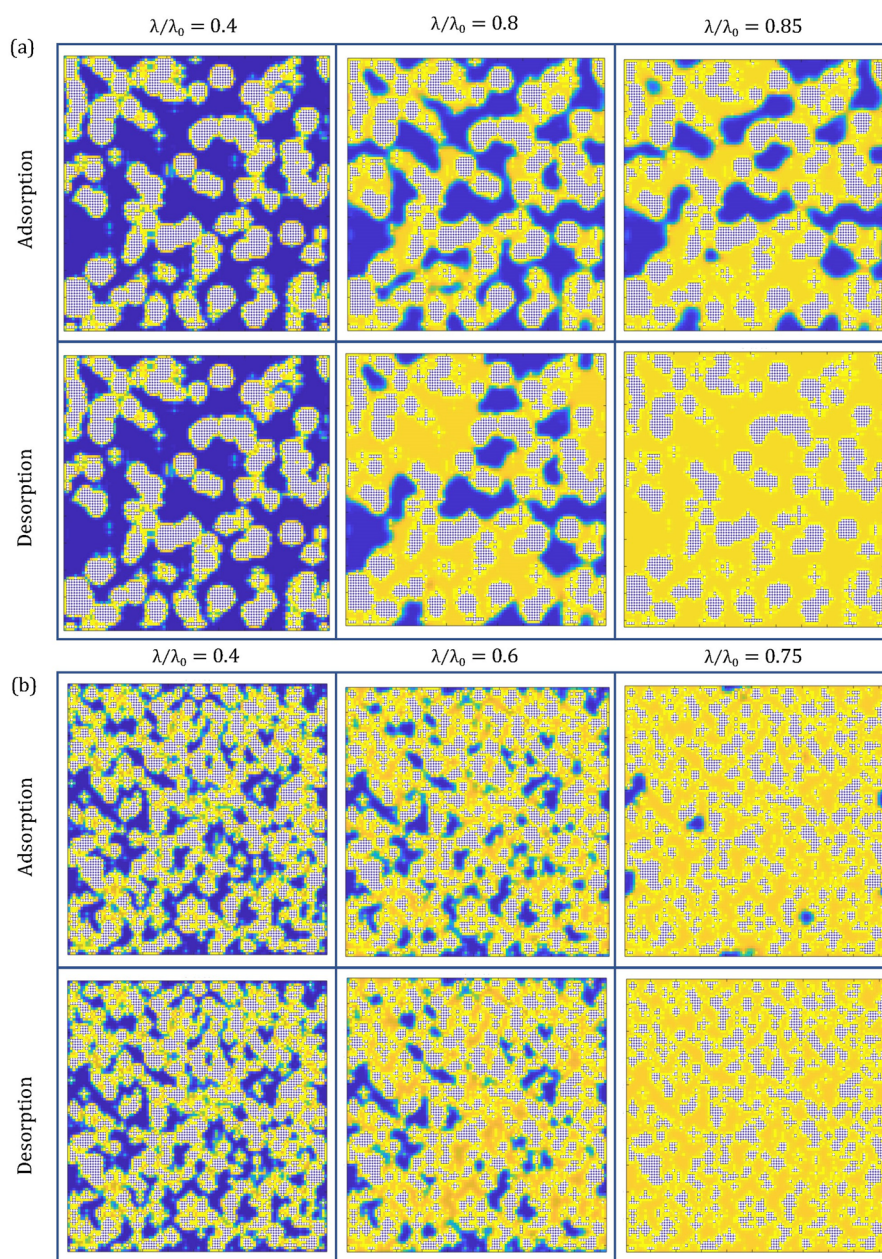 λ/λ₀ = 0.4 λ/λ₀ = 0.8 λ/λ₀ = 0.85
(a)
Adsorption
Desorption
λ/λ₀ = 0.4 λ/λ₀ = 0.6 λ/λ₀ = 0.75
(b)
Adsorption
Desorption